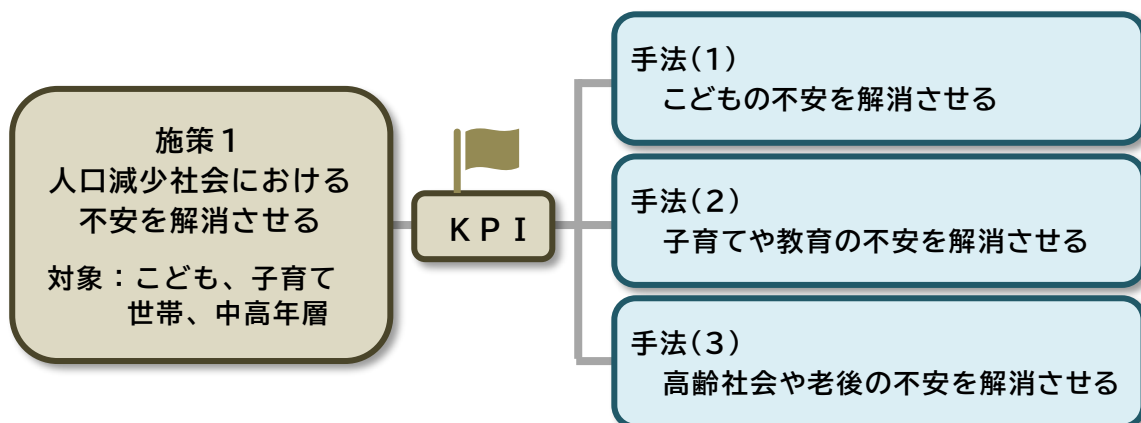 施策1
人口減少社会における
不安を解消させる
対象：こども、子育て
世帯、中高年層
KPI
手法(1)
こどもの不安を解消させる
手法(2)
子育てや教育の不安を解消させる
手法(3)
高齢社会や老後の不安を解消させる